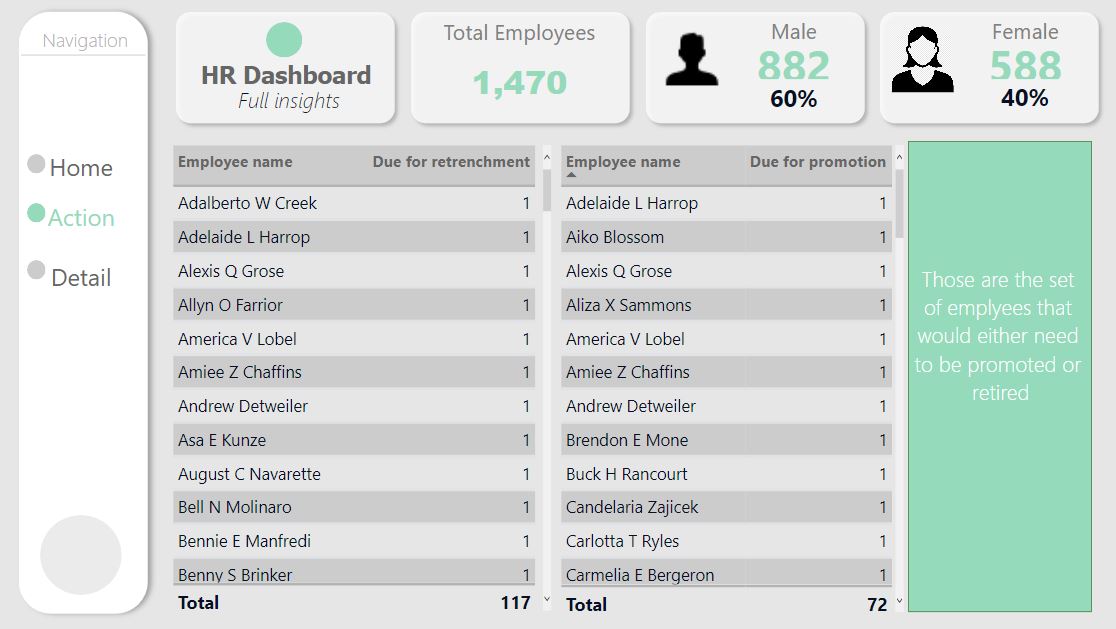 Navigation
Home
Action
Detail
HR Dashboard
Full insights
Total Employees
1,470
Male
882
60%
Female
588
40%
Employee name Due for retrenchment
Adalberto W Creek 1
Adelaide L Harrop 1
Alexis Q Grose 1
Allyn O Farrior 1
America V Lobel 1
Amiee Z Chaffins 1
Andrew Detweiler 1
Asa E Kunze 1
August C Navarette 1
Bell N Molinaro 1
Bennie E Manfredi 1
Benny S Brinker 1
Total 117
Employee name Due for promotion
Adelaide L Harrop 1
Aiko Blossom 1
Alexis Q Grose 1
Aliza X Sammons 1
America V Lobel 1
Amiee Z Chaffins 1
Andrew Detweiler 1
Brendon E Mone 1
Buck H Rancourt 1
Candelaria Zajicek 1
Carlotta T Ryles 1
Carmelia E Bergeron 1
Total 72
Those are the set
of emplyees that
would either need
to be promoted or
retired